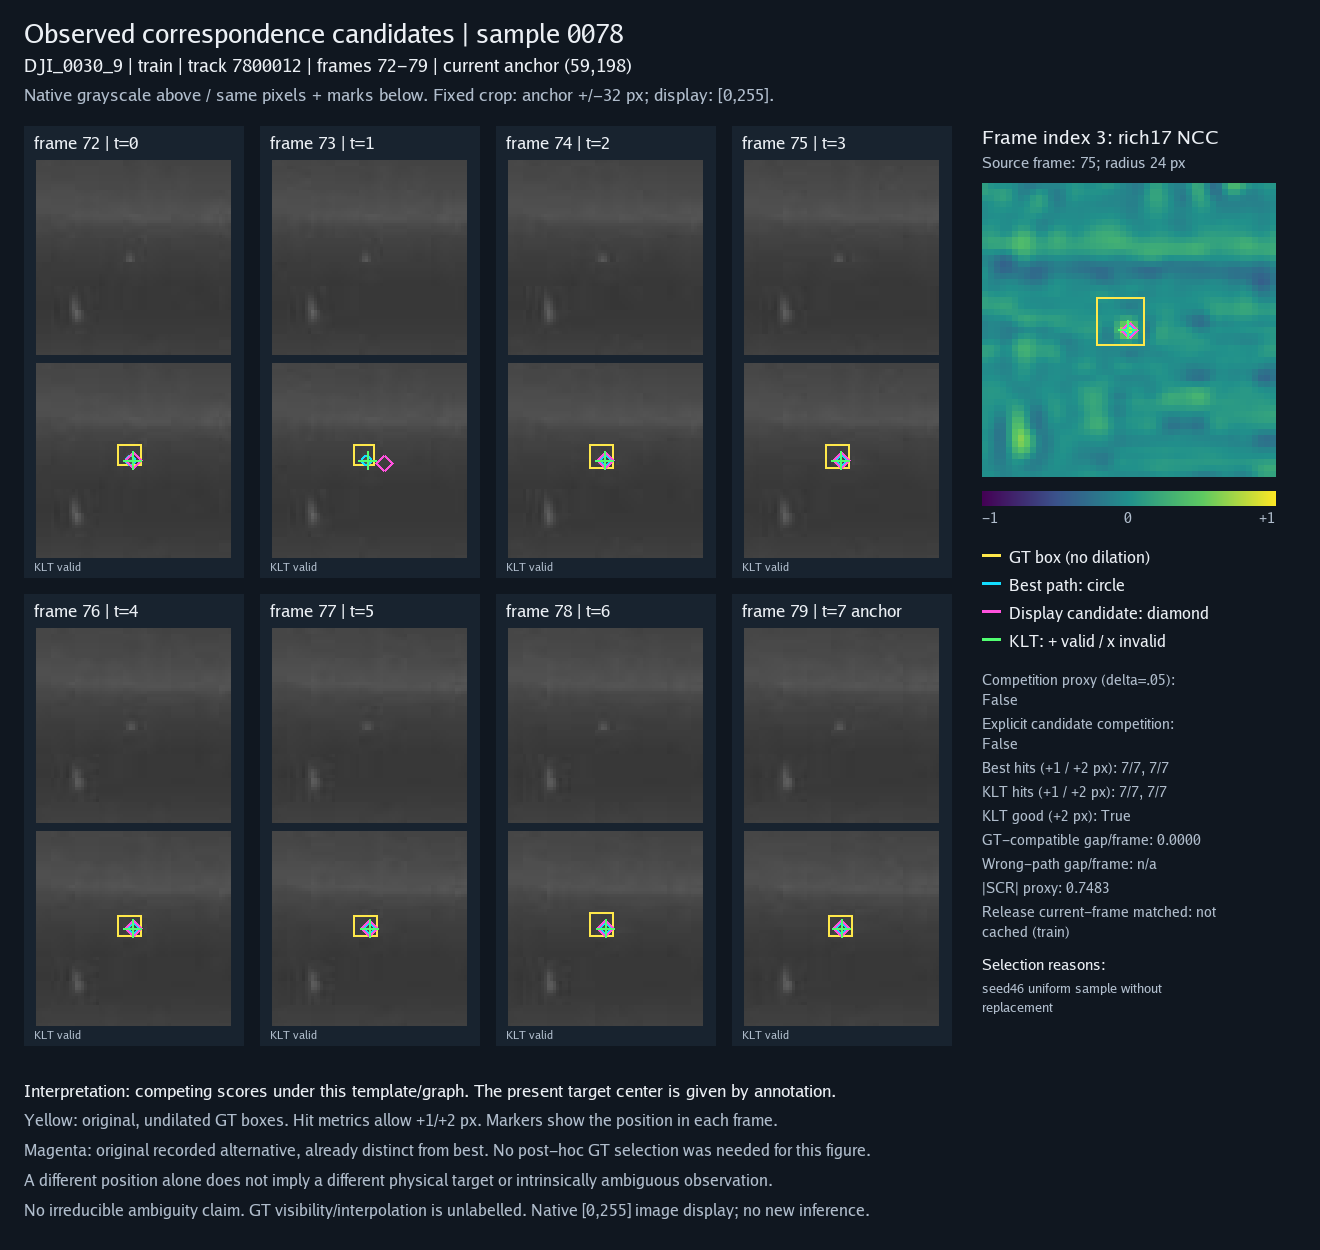 Observed correspondence candidates | sample 0078
DJI_0030_9 | train | track 7800012 | frames 72–79 | current anchor (59,198)
Native grayscale above / same pixels + marks below. Fixed crop: anchor +/−32 px; display: [0,255].
frame 72 | t=0
frame 73 | t=1
frame 74 | t=2
frame 75 | t=3
KLT valid
KLT valid
KLT valid
KLT valid
frame 76 | t=4
frame 77 | t=5
frame 78 | t=6
frame 79 | t=7 anchor
KLT valid
KLT valid
KLT valid
KLT valid
Frame index 3: rich17 NCC
Source frame: 75; radius 24 px
−1 0 +1
GT box (no dilation)
Best path: circle
Display candidate: diamond
KLT: + valid / x invalid
Competition proxy (delta=.05):
False
Explicit candidate competition:
False
Best hits (+1 / +2 px): 7/7, 7/7
KLT hits (+1 / +2 px): 7/7, 7/7
KLT good (+2 px): True
GT−compatible gap/frame: 0.0000
Wrong−path gap/frame: n/a
|SCR| proxy: 0.7483
Release current−frame matched: not
cached (train)
Selection reasons:
seed46 uniform sample without
replacement
Interpretation: competing scores under this template/graph. The present target center is given by annotation.
Yellow: original, undilated GT boxes. Hit metrics allow +1/+2 px. Markers show the position in each frame.
Magenta: original recorded alternative, already distinct from best. No post−hoc GT selection was needed for this figure.
A different position alone does not imply a different physical target or intrinsically ambiguous observation.
No irreducible ambiguity claim. GT visibility/interpolation is unlabelled. Native [0,255] image display; no new inference.